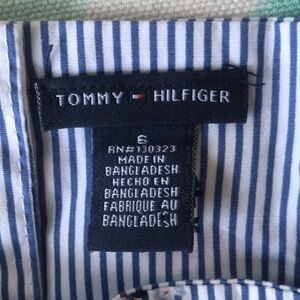 TOMMY HILFIGER
6
RN#130323
MADE IN
BANGLADESH
HECHO EN
BANGLADESH
FABRIQUE AU
BANGLADESH